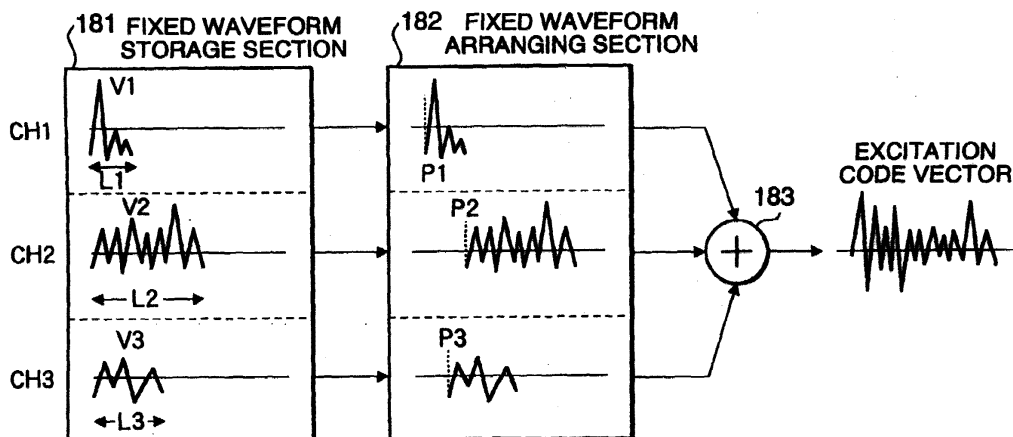 181 FIXED WAVEFORM
STORAGE SECTION
182 FIXED WAVEFORM
ARRANGING SECTION
CH1
V1
L1
P1
CH2
V2
L2
P2
CH3
V3
L3
P3
183
+
EXCITATION
CODE VECTOR